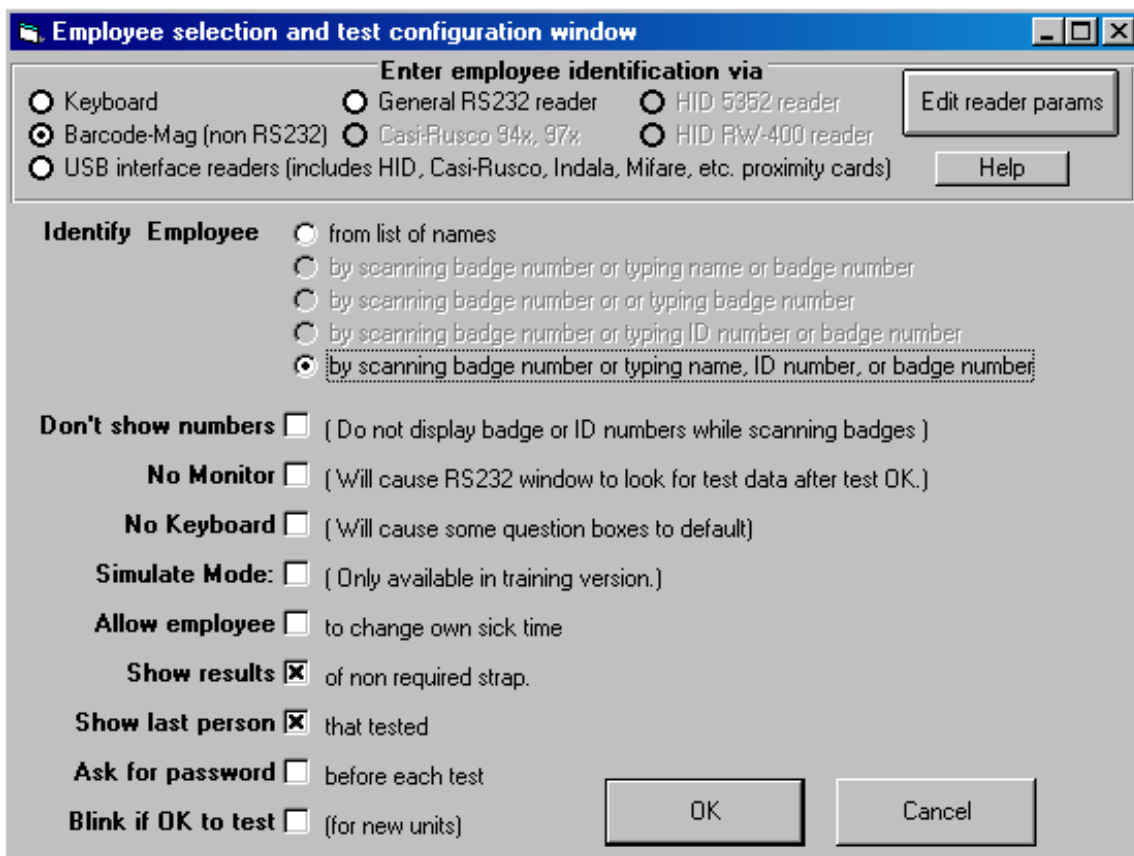 Employee selection and test configuration window
Enter employee identification via
Keyboard General RS232 reader HID 5352 reader Edit reader params
Barcode-Mag (non RS232) Casi-Rusco 94x, 97x HID RW-400 reader
USB interface readers (includes HID, Casi-Rusco, Indala, Mifare, etc. proximity cards) Help
Identify Employee from list of names
by scanning badge number or typing name or badge number
by scanning badge number or or typing badge number
by scanning badge number or typing ID number or badge number
by scanning badge number or typing name, ID number, or badge number
Don't show numbers ( Do not display badge or ID numbers while scanning badges )
No Monitor ( Will cause RS232 window to look for test data after test OK.)
No Keyboard ( Will cause some question boxes to default)
Simulate Mode: ( Only available in training version.)
Allow employee to change own sick time
Show results of non required strap.
Show last person that tested
Ask for password before each test
Blink if OK to test (for new units)
OK Cancel